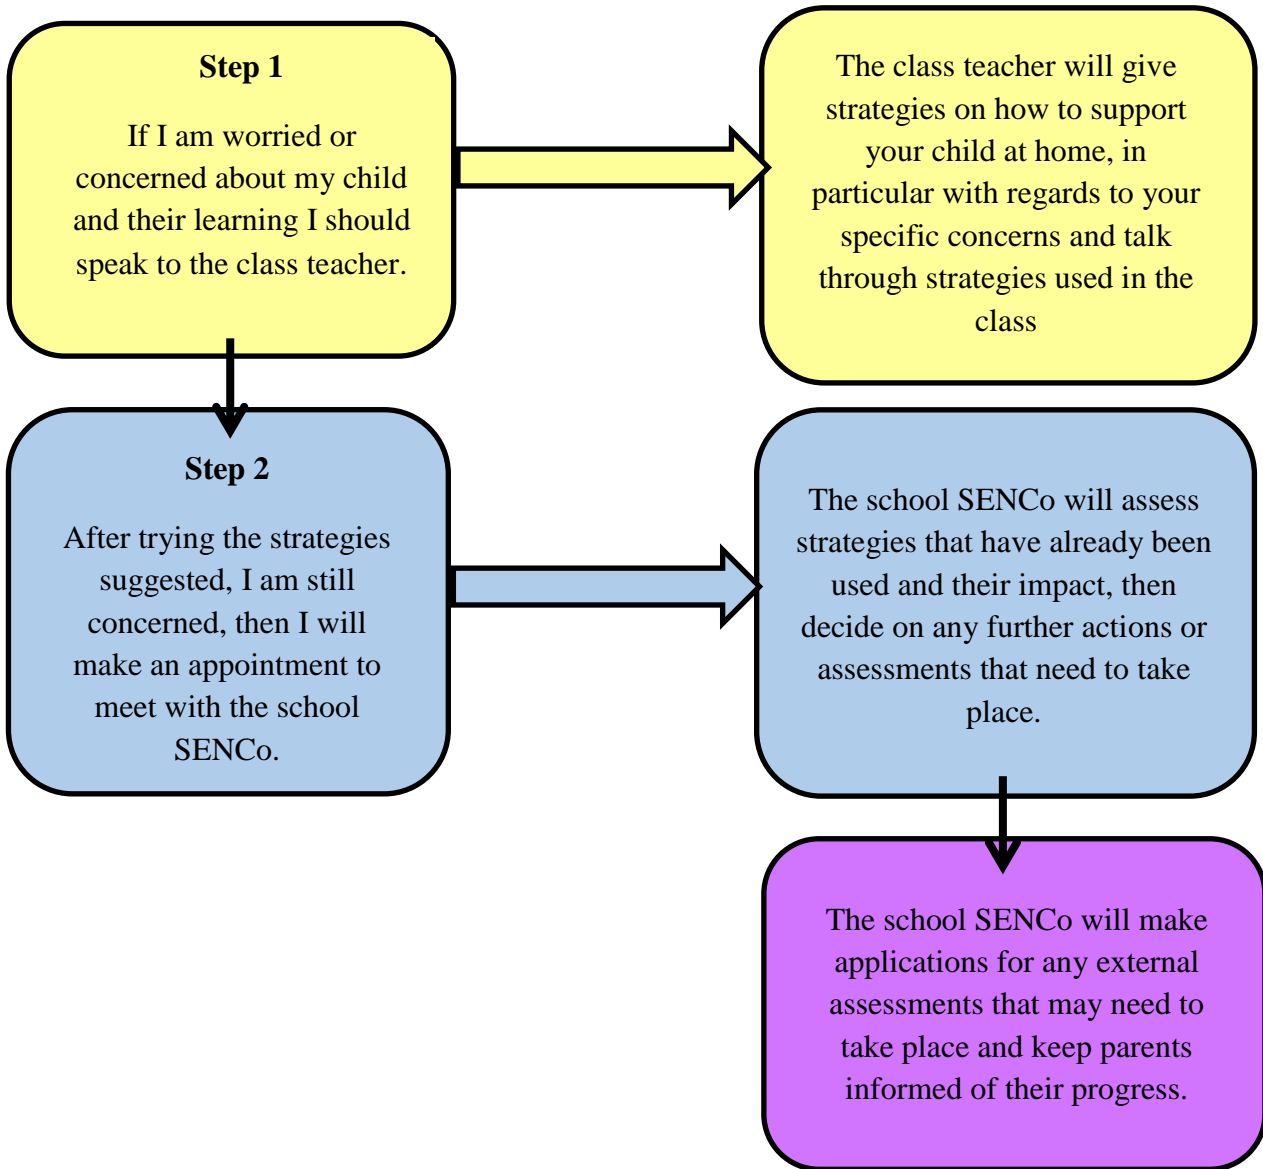 Step 1
If I am worried or
concerned about my child
and their learning I should
speak to the class teacher.
The class teacher will give
strategies on how to support
your child at home, in
particular with regards to your
specific concerns and talk
through strategies used in the
class
Step 2
After trying the strategies
suggested, I am still
concerned, then I will
make an appointment to
meet with the school
SENCo.
The school SENCo will assess
strategies that have already been
used and their impact, then
decide on any further actions or
assessments that need to take
place.
The school SENCo will make
applications for any external
assessments that may need to
take place and keep parents
informed of their progress.